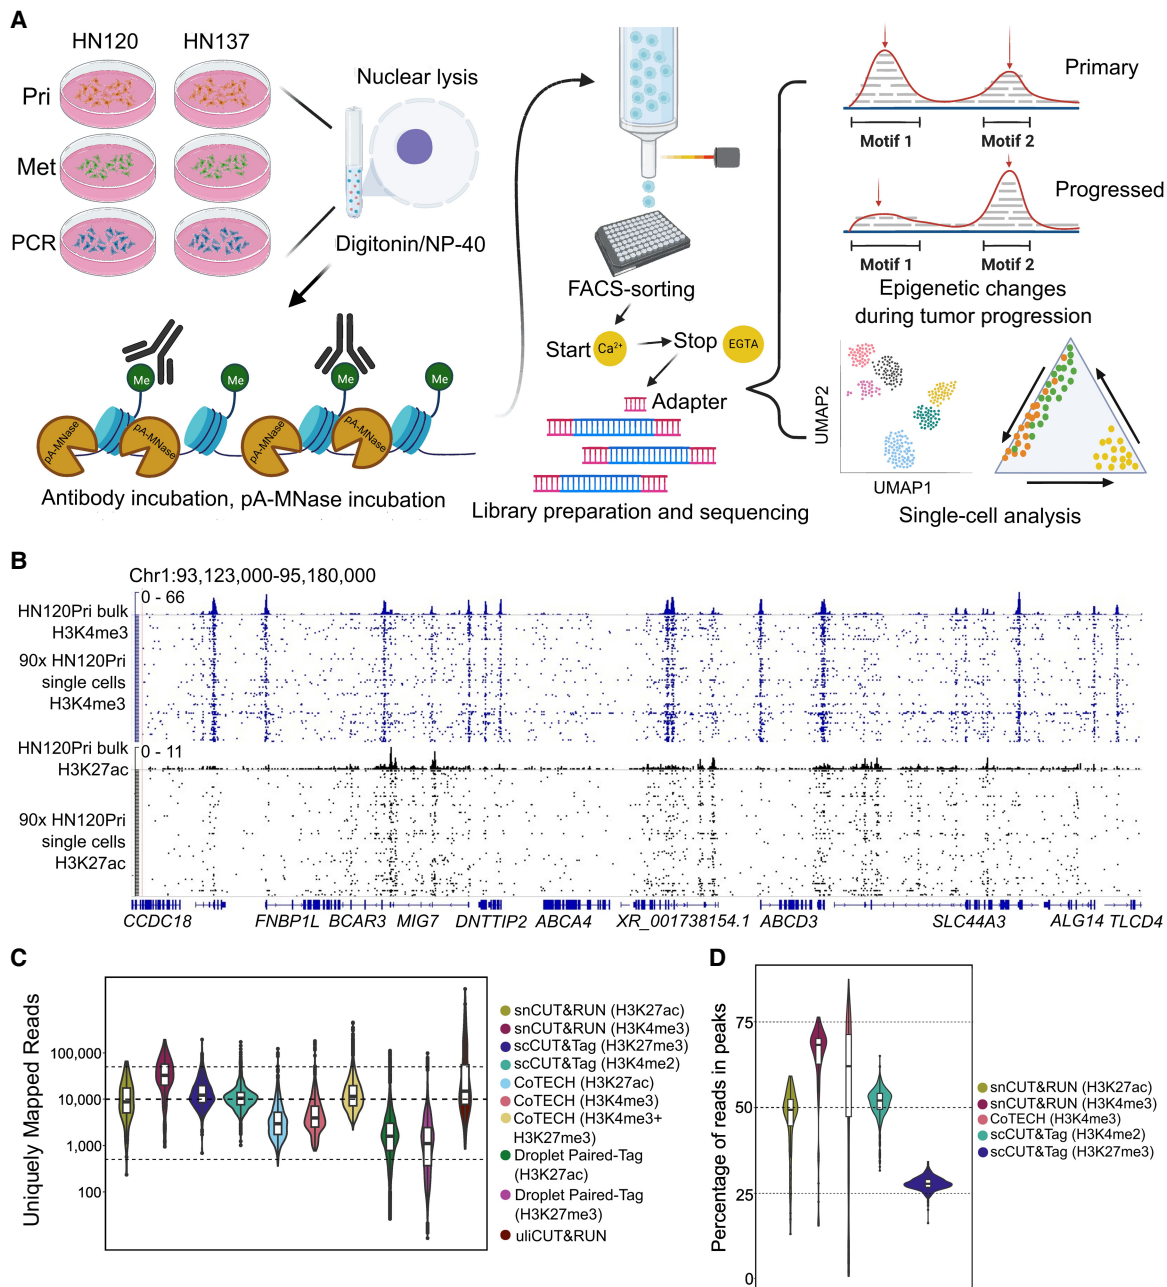 A
HN120 HN137
Pri
Met
PCR
Nuclear lysis
Digitonin/NP-40
Me Me Me Me
pA-MNase pA-MNase pA-MNase pA-MNase
Antibody incubation, pA-MNase incubation
FACS-sorting
Start Ca²⁺ Stop EGTA
Adapter
Library preparation and sequencing
Primary
Motif 1 Motif 2
Progressed
Motif 1 Motif 2
Epigenetic changes
during tumor progression
UMAP2
UMAP1
Single-cell analysis
B
Chr1:93,123,000-95,180,000
0 - 66
HN120Pri bulk
H3K4me3
90x HN120Pri
single cells
H3K4me3
HN120Pri bulk
H3K27ac
0 - 11
90x HN120Pri
single cells
H3K27ac
CCDC18 FNBP1L BCAR3 MIG7 DNTTIP2 ABCA4 XR_001738154.1 ABCD3 SLC44A3 ALG14 TLCD4
C
Uniquely Mapped Reads
100,000
10,000
1,000
100
snCUT&RUN (H3K27ac)
snCUT&RUN (H3K4me3)
scCUT&Tag (H3K27me3)
scCUT&Tag (H3K4me2)
CoTECH (H3K27ac)
CoTECH (H3K4me3)
CoTECH (H3K4me3+
H3K27me3)
Droplet Paired-Tag
(H3K27ac)
Droplet Paired-Tag
(H3K27me3)
uliCUT&RUN
D
Percentage of reads in peaks
75
50
25
0
snCUT&RUN (H3K27ac)
snCUT&RUN (H3K4me3)
CoTECH (H3K4me3)
scCUT&Tag (H3K4me2)
scCUT&Tag (H3K27me3)